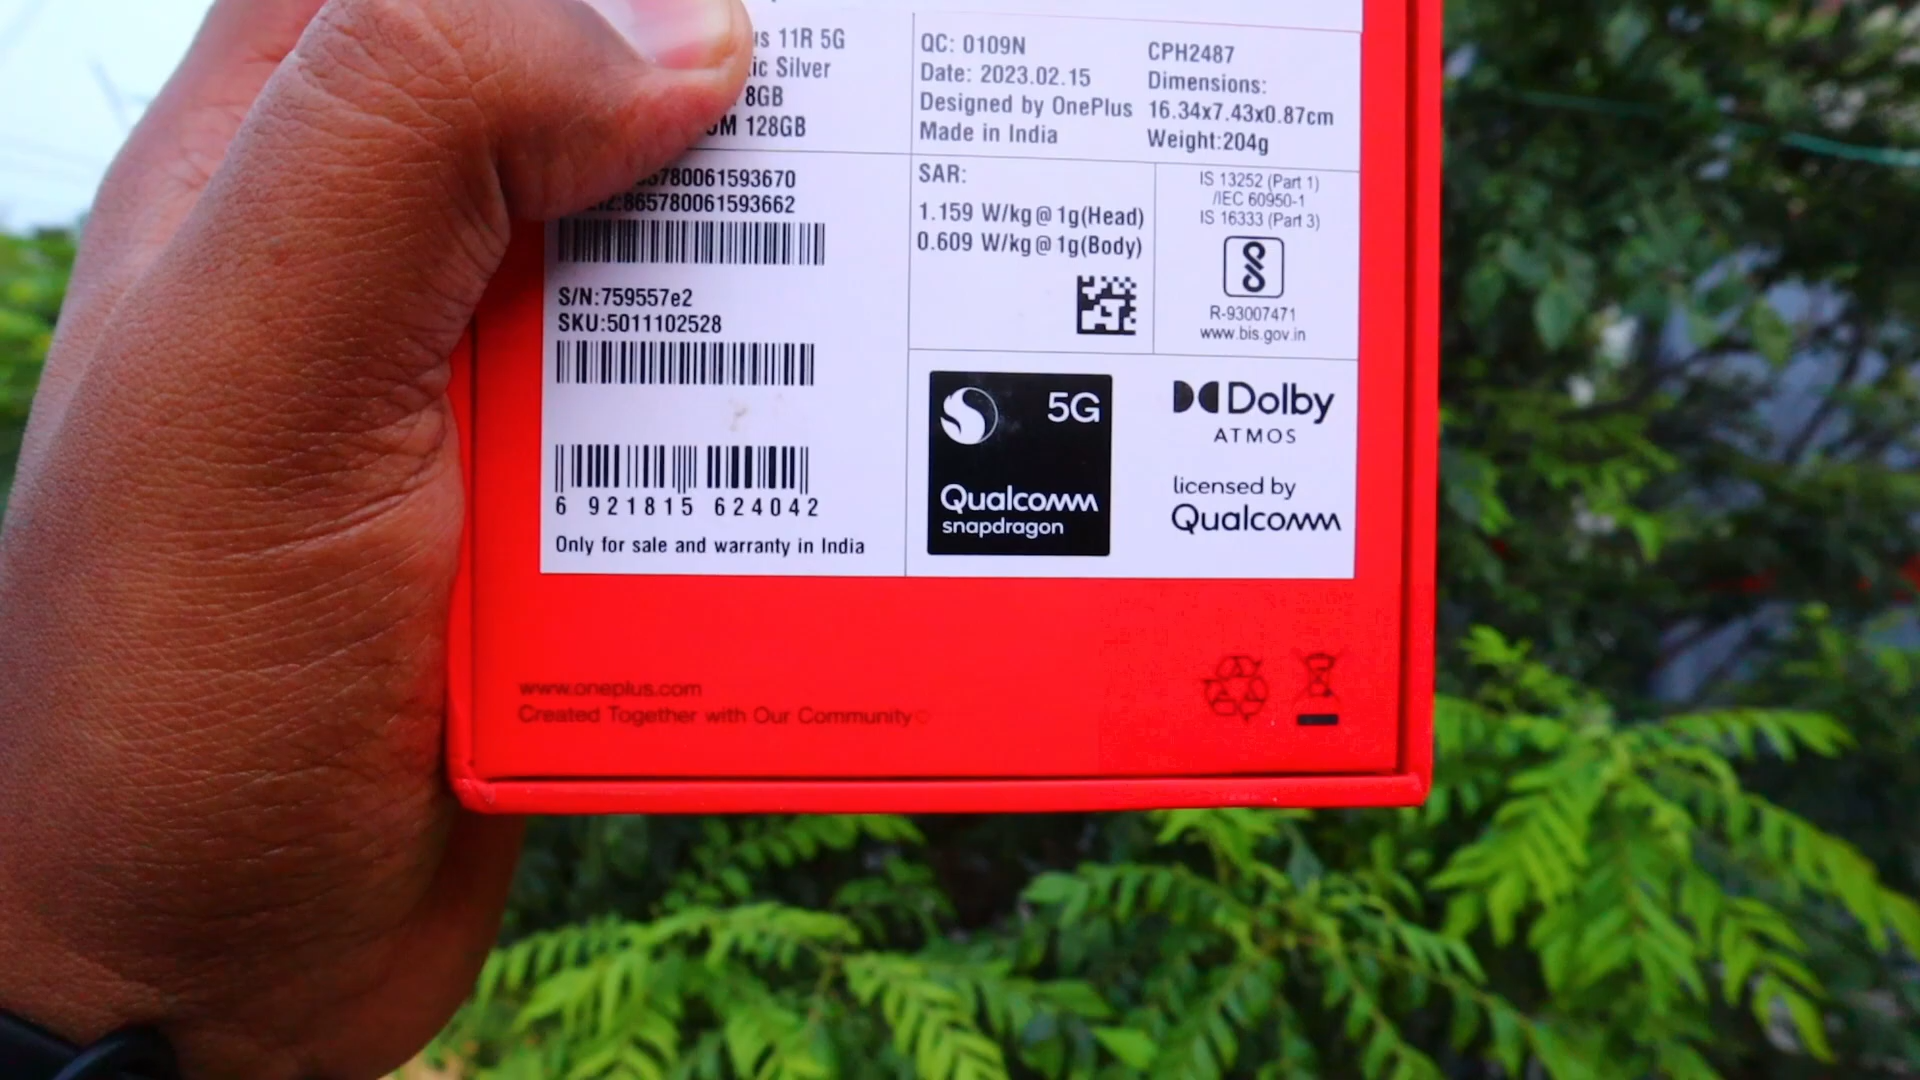 11R 5G
Silver
8GB
128GB
QC: 0109N
Date: 2023.02.15
Designed by OnePlus
Made in India
CPH2487
Dimensions:
16.34x7.43x0.87cm
Weight:204g
780061593670
:865780061593662
S/N:759557e2
SKU:5011102528
6 921815 624042
Only for sale and warranty in India
SAR:
1.159 W/kg@1g(Head)
0.609 W/kg@1g(Body)
IS 13252 (Part 1)
/IEC 60950-1
IS 16333 (Part 3)
R-93007471
www.bis.gov.in
5G
Qualcomm
snapdragon
Dolby
ATMOS
licensed by
Qualcomm
www.oneplus.com
Created Together with Our Community